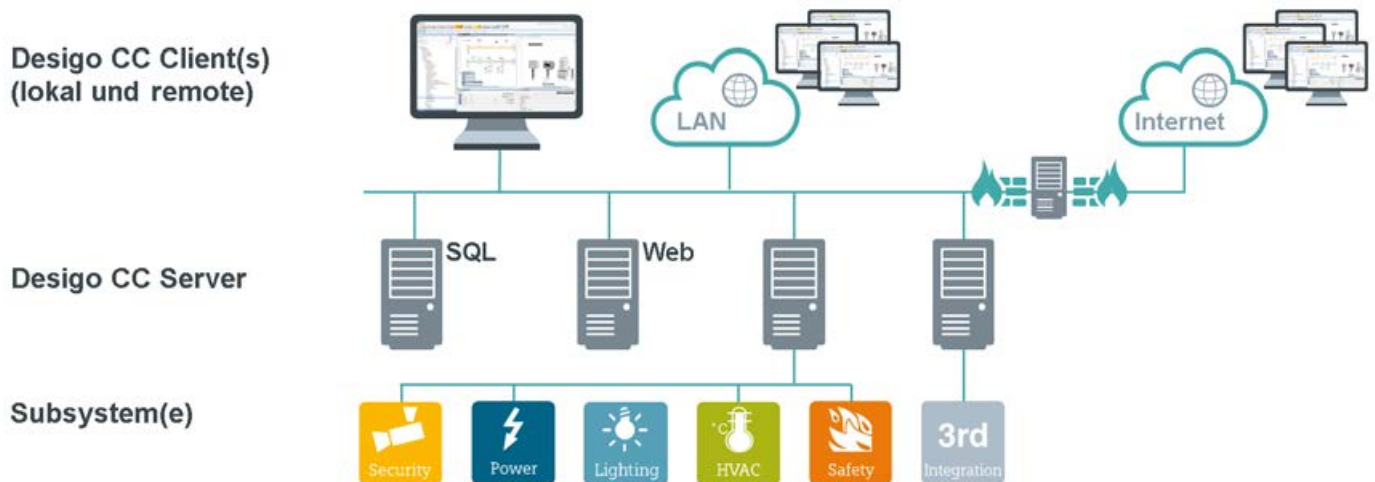 Desigo CC Client(s)
(lokal und remote)
LAN
Internet
Desigo CC Server
SQL
Web
Subsystem(e)
Security
Power
Lighting
°C
HVAC
Safety
3rd
Integration